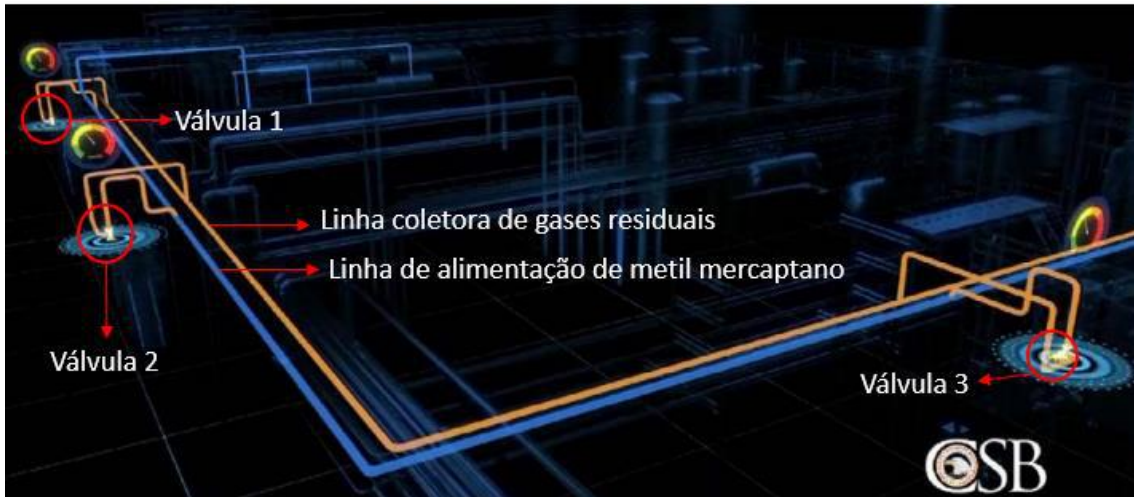 Válvula 1
Linha coletora de gases residuais
Linha de alimentação de metil mercaptano
Válvula 2
Válvula 3
CSB